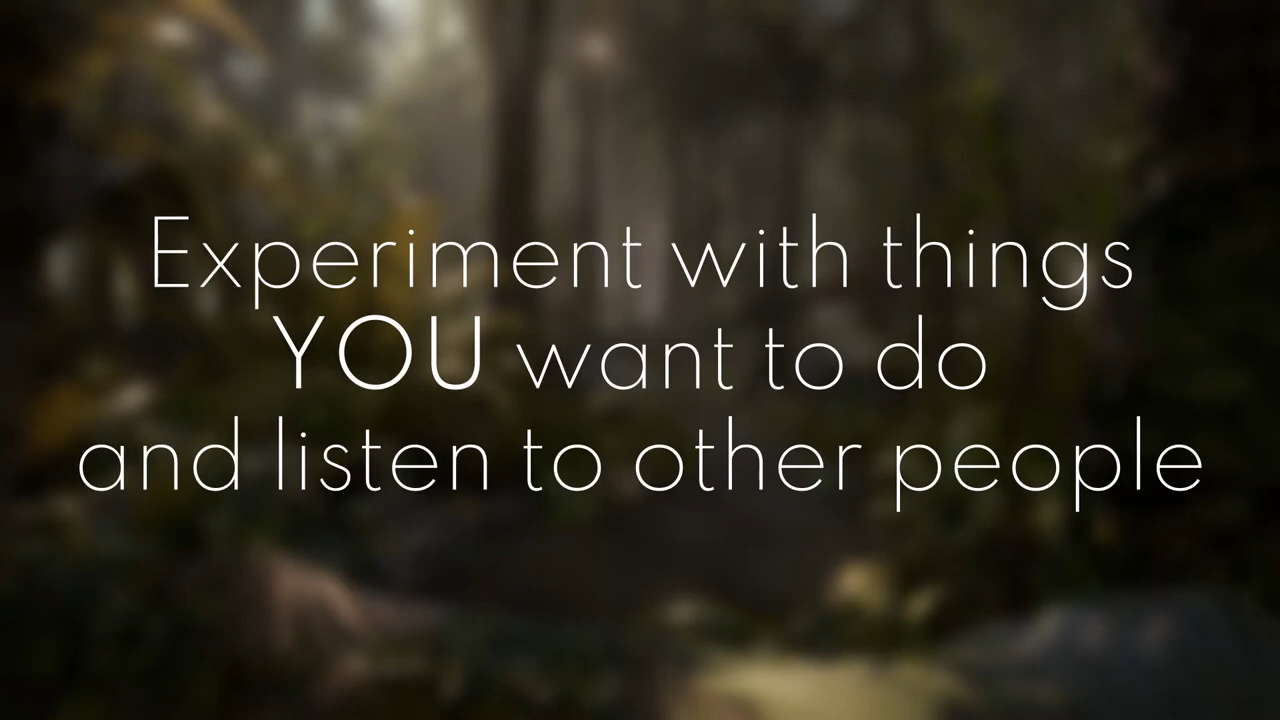 Experiment with things
YOU want to do
and listen to other people